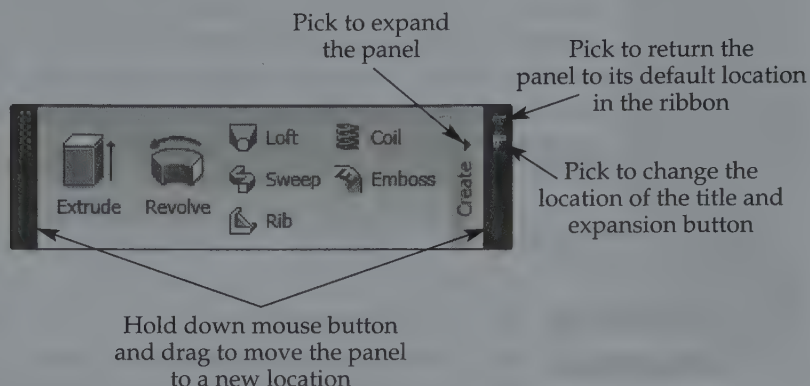 Pick to expand
the panel
Pick to return the
panel to its default location
in the ribbon
Pick to change the
location of the title and
expansion button
Extrude
Revolve
Loft
Sweep
Rib
Coil
Emboss
Create
Hold down mouse button
and drag to move the panel
to a new location